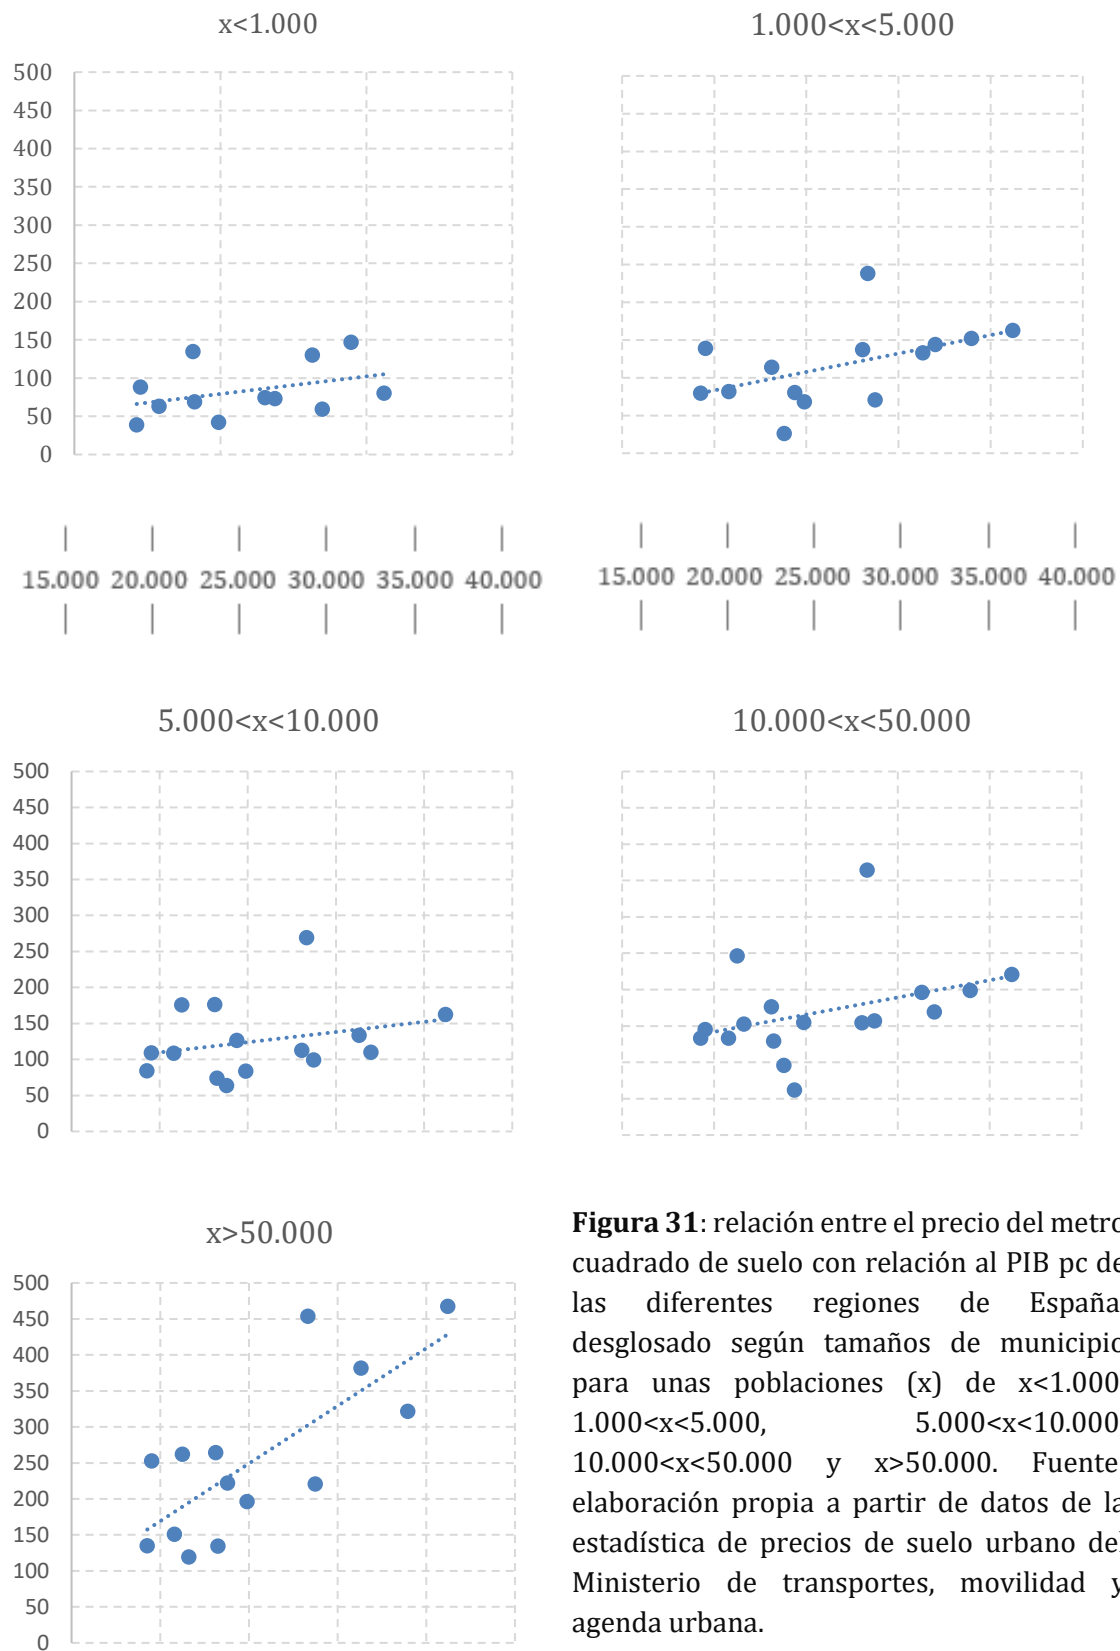 x<1.000
1.000<x<5.000
500
450
400
350
300
250
200
150
100
50
0
15.000 20.000 25.000 30.000 35.000 40.000
15.000 20.000 25.000 30.000 35.000 40.000
5.000<x<10.000
10.000<x<50.000
500
450
400
350
300
250
200
150
100
50
0
x>50.000
500
450
400
350
300
250
200
150
100
50
0
Figura 31: relación entre el precio del metro
cuadrado de suelo con relación al PIB pc de
las diferentes regiones de España
desglosado según tamaños de municipio
para unas poblaciones (x) de x<1.000
1.000<x<5.000, 5.000<x<10.000
10.000<x<50.000 y x>50.000. Fuente
elaboración propia a partir de datos de la
estadística de precios de suelo urbano del
Ministerio de transportes, movilidad y
agenda urbana.